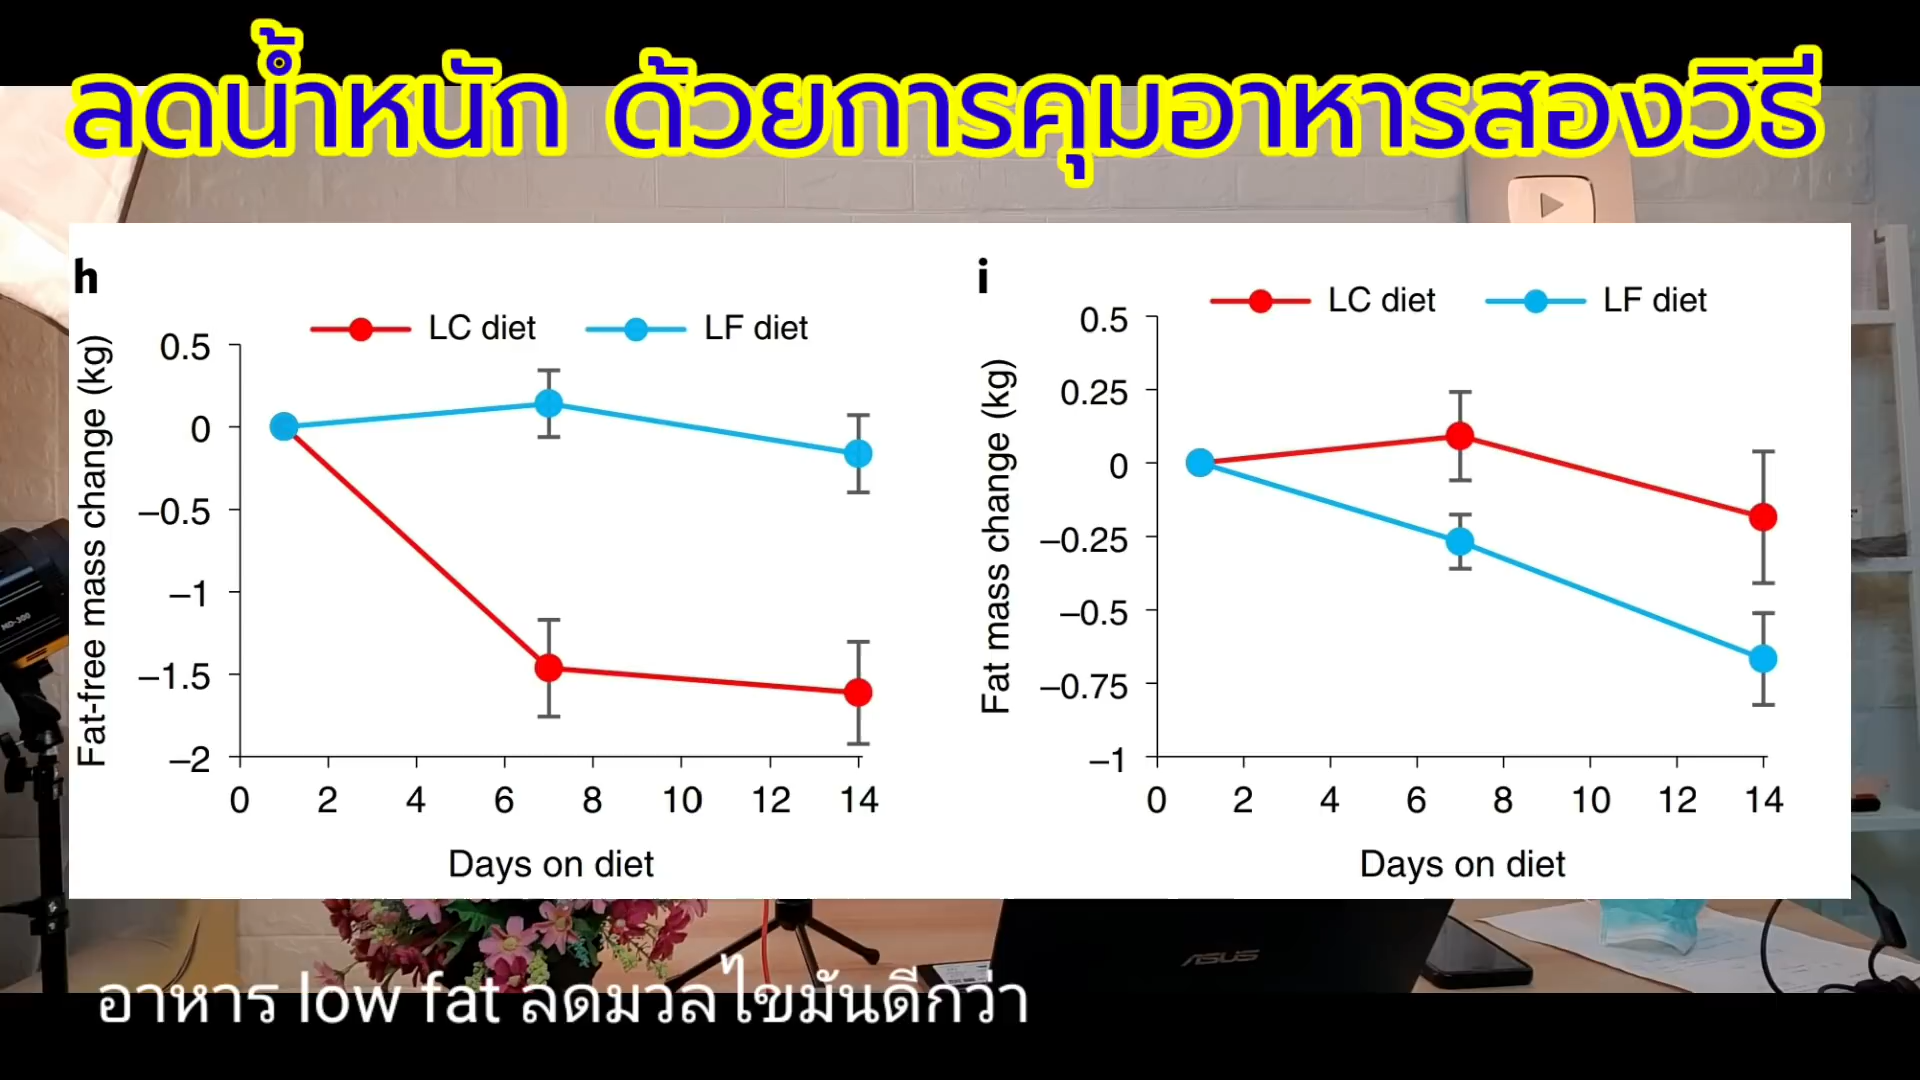 ลดน้ำหนัก ด้วยการคุมอาหารสองวิธี
h
LC diet
LF diet
Fat-free mass change (kg)
0.5
0
–0.5
–1
–1.5
–2
0 2 4 6 8 10 12 14
Days on diet
i
LC diet
LF diet
Fat mass change (kg)
0.5
0.25
0
–0.25
–0.5
–0.75
–1
0 2 4 6 8 10 12 14
Days on diet
MD-300
ASUS
อาหาร low fat ลดมวลไขมันดีกว่า